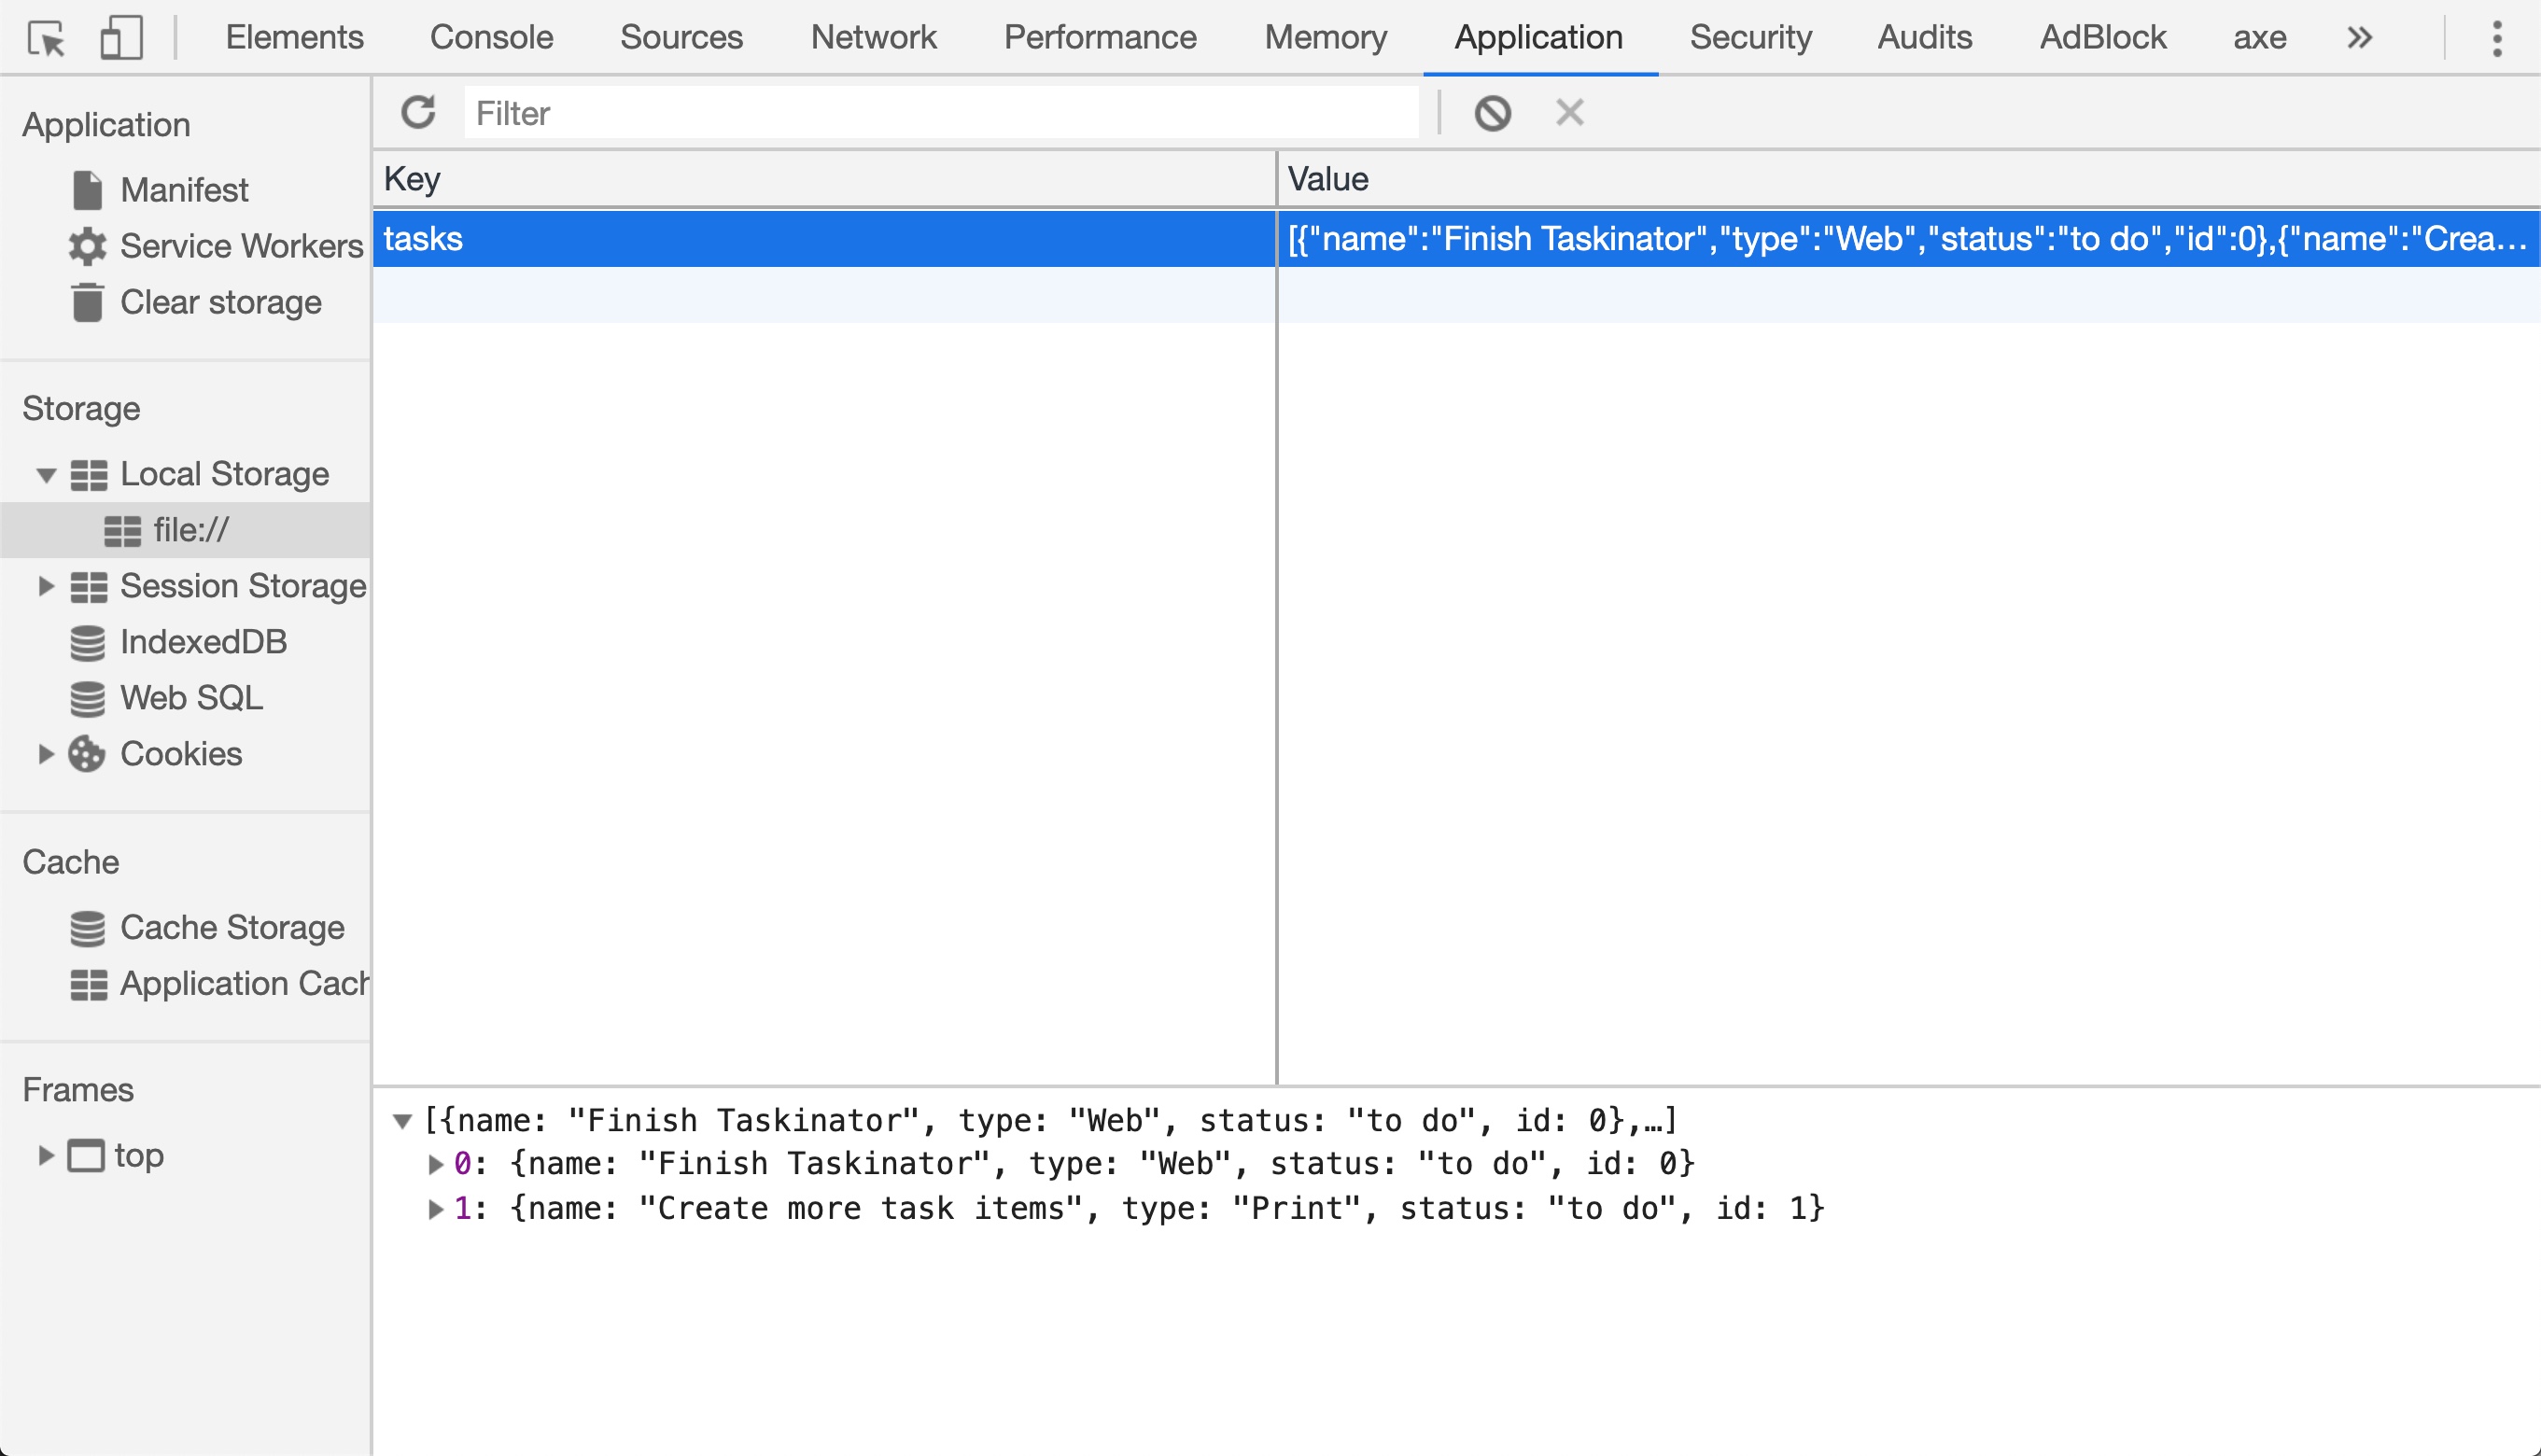 Elements Console Sources Network Performance Memory Application Security Audits AdBlock axe »
Application
Manifest
Service Workers
Clear storage
Storage
Local Storage
file://
Session Storage
IndexedDB
Web SQL
Cookies
Cache
Cache Storage
Application Cach
Frames
top
Filter
Key Value
tasks [{"name":"Finish Taskinator","type":"Web","status":"to do","id":0},{"name":"Crea…
[{name: "Finish Taskinator", type: "Web", status: "to do", id: 0},…]
0: {name: "Finish Taskinator", type: "Web", status: "to do", id: 0}
1: {name: "Create more task items", type: "Print", status: "to do", id: 1}